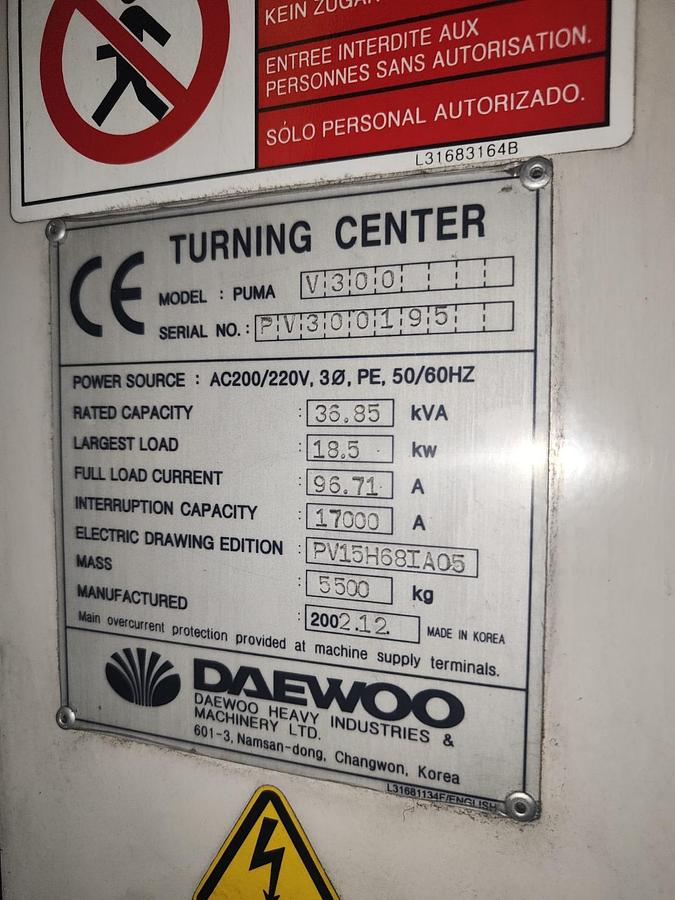 KEIN ZUGAN
ENTREE INTERDITE AUX
PERSONNES SANS AUTORISATION.
SÓLO PERSONAL AUTORIZADO.
L31683164B
CE TURNING CENTER
MODEL : PUMA V300
SERIAL NO. : PV300195
POWER SOURCE : AC200/220V, 3Ø, PE, 50/60HZ
RATED CAPACITY : 36.85 kVA
LARGEST LOAD : 18.5 kw
FULL LOAD CURRENT : 96.71 A
INTERRUPTION CAPACITY : 17000 A
ELECTRIC DRAWING EDITION : PV15H68IA05
MASS : 5500 kg
MANUFACTURED : 2002.12. MADE IN KOREA
Main overcurrent protection provided at machine supply terminals.
DAEWOO
DAEWOO HEAVY INDUSTRIES &
MACHINERY LTD.
601-3, Namsan-dong, Changwon, Korea
L31681134F/ENGLISH